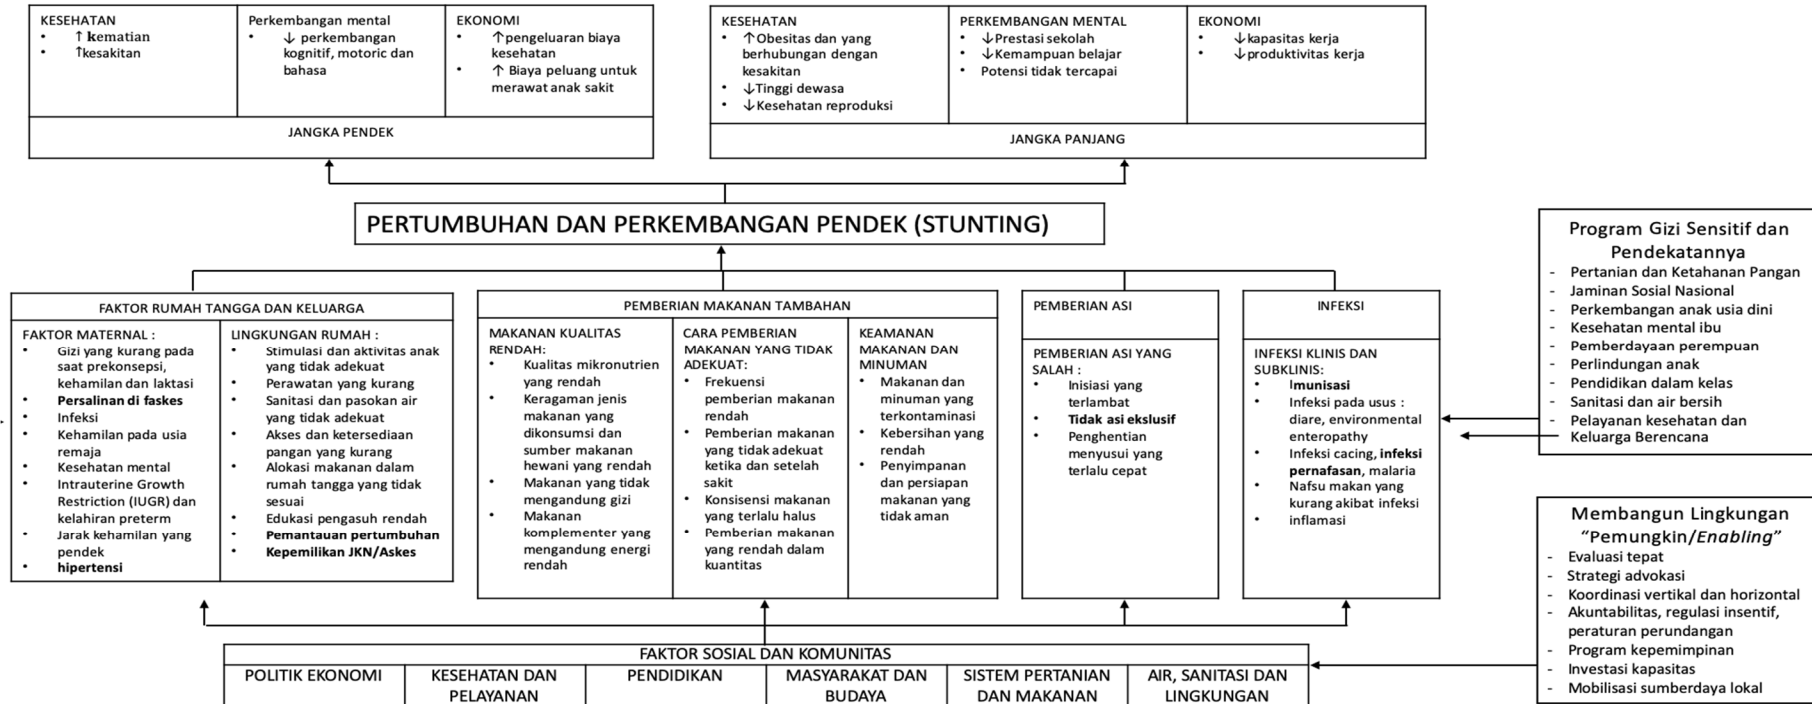 KESEHATAN
• ↑ kematian
• ↑kesakitan
Perkembangan mental
• ↓ perkembangan
kognitif, motoric dan
bahasa
EKONOMI
• ↑pengeluaran biaya
kesehatan
• ↑ Biaya peluang untuk
merawat anak sakit
JANGKA PENDEK
KESEHATAN
• ↑Obesitas dan yang
berhubungan dengan
kesakitan
• ↓Tinggi dewasa
• ↓Kesehatan reproduksi
PERKEMBANGAN MENTAL
• ↓Prestasi sekolah
• ↓Kemampuan belajar
• Potensi tidak tercapai
EKONOMI
• ↓kapasitas kerja
• ↓produktivitas kerja
JANGKA PANJANG
PERTUMBUHAN DAN PERKEMBANGAN PENDEK (STUNTING)
FAKTOR RUMAH TANGGA DAN KELUARGA
FAKTOR MATERNAL :
• Gizi yang kurang pada
saat prekonsepsi,
kehamilan dan laktasi
• Persalinan di faskes
• Infeksi
• Kehamilan pada usia
remaja
• Kesehatan mental
• Intrauterine Growth
Restriction (IUGR) dan
kelahiran preterm
• Jarak kehamilan yang
pendek
• hipertensi
LINGKUNGAN RUMAH :
• Stimulasi dan aktivitas anak
yang tidak adekuat
• Perawatan yang kurang
• Sanitasi dan pasokan air
yang tidak adekuat
• Akses dan ketersediaan
pangan yang kurang
• Alokasi makanan dalam
rumah tangga yang tidak
sesuai
• Edukasi pengasuh rendah
• Pemantauan pertumbuhan
• Kepemilikan JKN/Askes
PEMBERIAN MAKANAN TAMBAHAN
MAKANAN KUALITAS
RENDAH:
• Kualitas mikronutrien
yang rendah
• Keragaman jenis
makanan yang
dikonsumsi dan
sumber makanan
hewani yang rendah
• Makanan yang tidak
mengandung gizi
• Makanan
komplementer yang
mengandung energi
rendah
CARA PEMBERIAN
MAKANAN YANG TIDAK
ADEKUAT:
• Frekuensi
pemberian makanan
rendah
• Pemberian makanan
yang tidak adekuat
ketika dan setelah
sakit
• Konsisensi makanan
yang terlalu halus
• Pemberian makanan
yang rendah dalam
kuantitas
KEAMANAN
MAKANAN DAN
MINUMAN
• Makanan dan
minuman yang
terkontaminasi
• Kebersihan yang
rendah
• Penyimpanan
dan persiapan
makanan yang
tidak aman
PEMBERIAN ASI
PEMBERIAN ASI YANG
SALAH :
• Inisiasi yang
terlambat
• Tidak asi ekslusif
• Penghentian
menyusui yang
terlalu cepat
INFEKSI
INFEKSI KLINIS DAN
SUBKLINIS:
• Imunisasi
• Infeksi pada usus :
diare, environmental
enteropathy
• Infeksi cacing, infeksi
pernafasan, malaria
• Nafsu makan yang
kurang akibat infeksi
• inflamasi
Program Gizi Sensitif dan
Pendekatannya
- Pertanian dan Ketahanan Pangan
- Jaminan Sosial Nasional
- Perkembangan anak usia dini
- Kesehatan mental ibu
- Pemberdayaan perempuan
- Perlindungan anak
- Pendidikan dalam kelas
- Sanitasi dan air bersih
- Pelayanan kesehatan dan
Keluarga Berencana
Membangun Lingkungan
“Pemungkin/Enabling”
- Evaluasi tepat
- Strategi advokasi
- Koordinasi vertikal dan horizontal
- Akuntabilitas, regulasi insentif,
peraturan perundangan
- Program kepemimpinan
- Investasi kapasitas
- Mobilisasi sumberdaya lokal
FAKTOR SOSIAL DAN KOMUNITAS
POLITIK EKONOMI
KESEHATAN DAN
PELAYANAN
PENDIDIKAN
MASYARAKAT DAN
BUDAYA
SISTEM PERTANIAN
DAN MAKANAN
AIR, SANITASI DAN
LINGKUNGAN